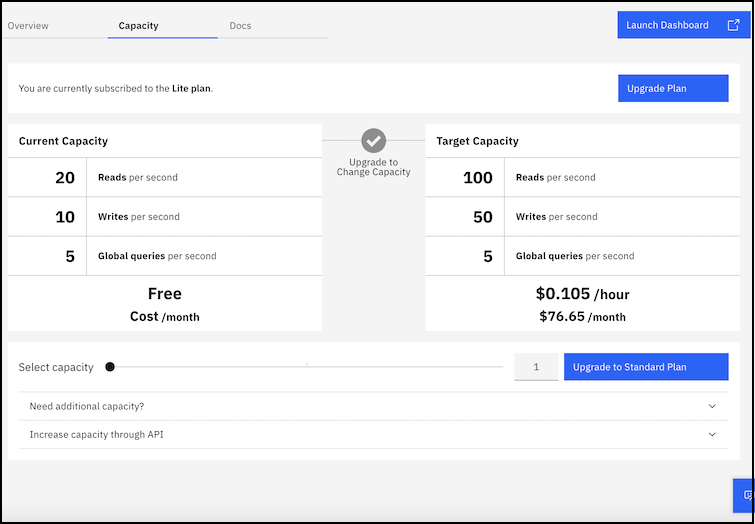 Overview Capacity Docs Launch Dashboard
You are currently subscribed to the Lite plan. Upgrade Plan
Current Capacity
20 Reads per second
10 Writes per second
5 Global queries per second
Free
Cost /month
Upgrade to
Change Capacity
Target Capacity
100 Reads per second
50 Writes per second
5 Global queries per second
$0.105 /hour
$76.65 /month
Select capacity 1 Upgrade to Standard Plan
Need additional capacity?
Increase capacity through API